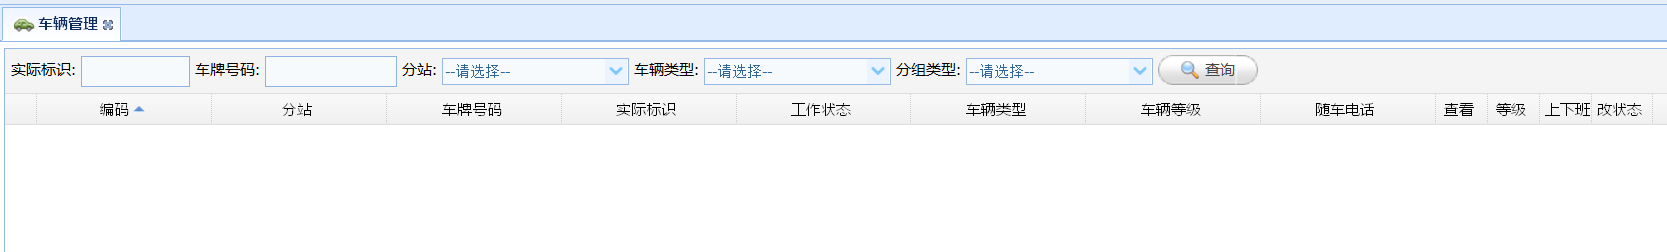 车辆管理
实际标识: 车牌号码: 分站: --请选择-- 车辆类型: --请选择-- 分组类型: --请选择-- 查询
编码 分站 车牌号码 实际标识 工作状态 车辆类型 车辆等级 随车电话 查看 等级 上下班 改状态